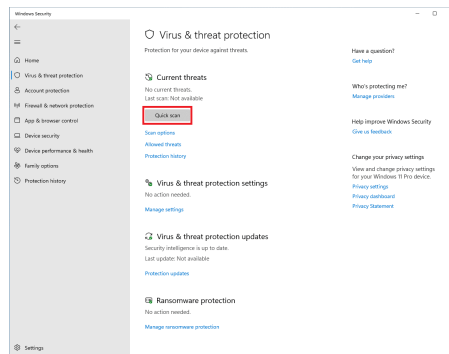 Windows Security
Home
Virus & threat protection
Account protection
Firewall & network protection
App & browser control
Device security
Device performance & health
Family options
Protection history
Settings
Virus & threat protection
Protection for your device against threats.
Current threats
No current threats.
Last scan: Not available
Quick scan
Scan options
Allowed threats
Protection history
Virus & threat protection settings
No action needed.
Manage settings
Virus & threat protection updates
Security intelligence is up to date.
Last update: Not available
Protection updates
Ransomware protection
No action needed.
Manage ransomware protection
Have a question?
Get help
Who's protecting me?
Manage providers
Help improve Windows Security
Give us feedback
Change your privacy settings
View and change privacy settings
for your Windows 11 Pro device.
Privacy settings
Privacy dashboard
Privacy Statement